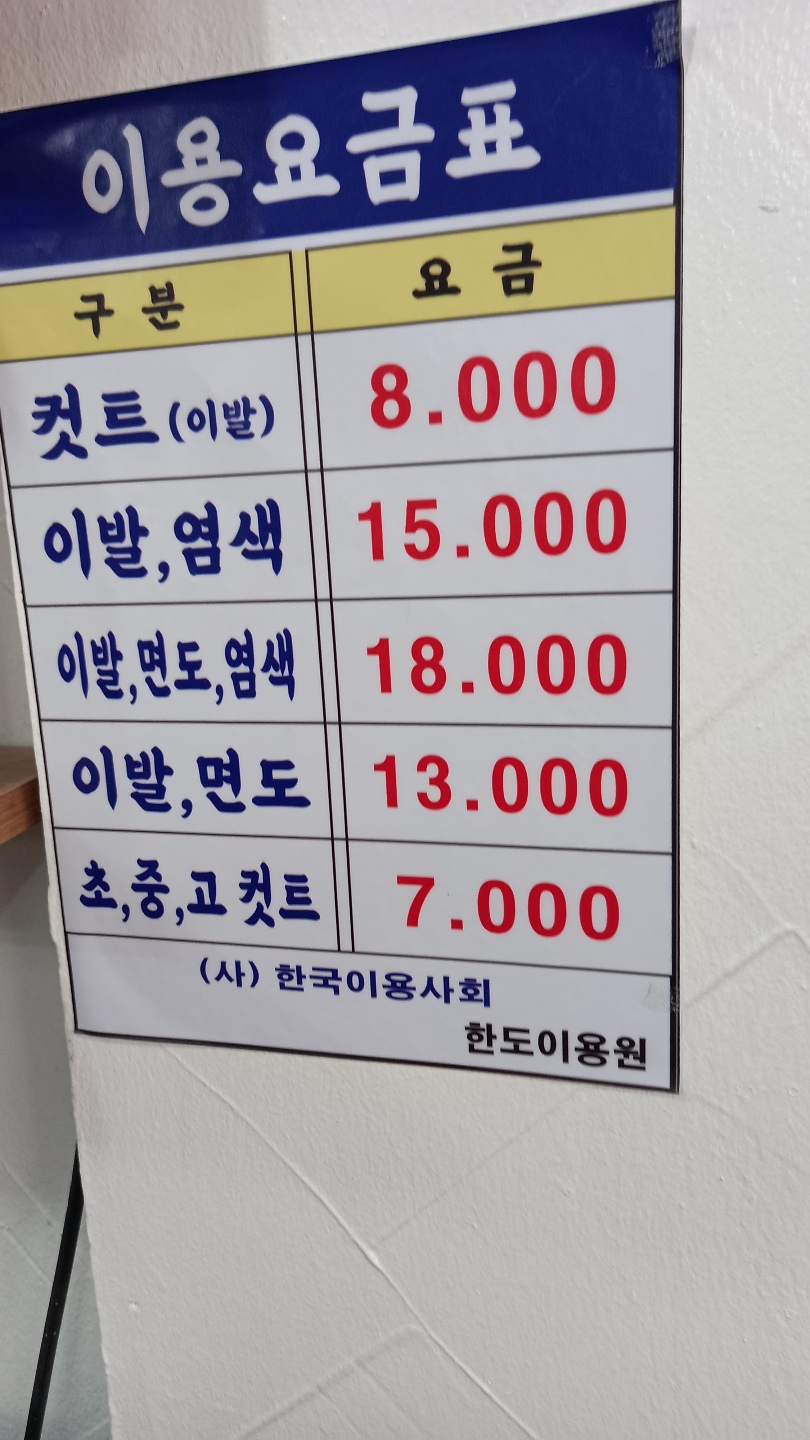 이용요금표
구 분 요 금
컷트(이발) 8.000
이발,염색 15.000
이발,면도,염색 18.000
이발,면도 13.000
초,중,고 컷트 7.000
(사) 한국이용사회
한도이용원